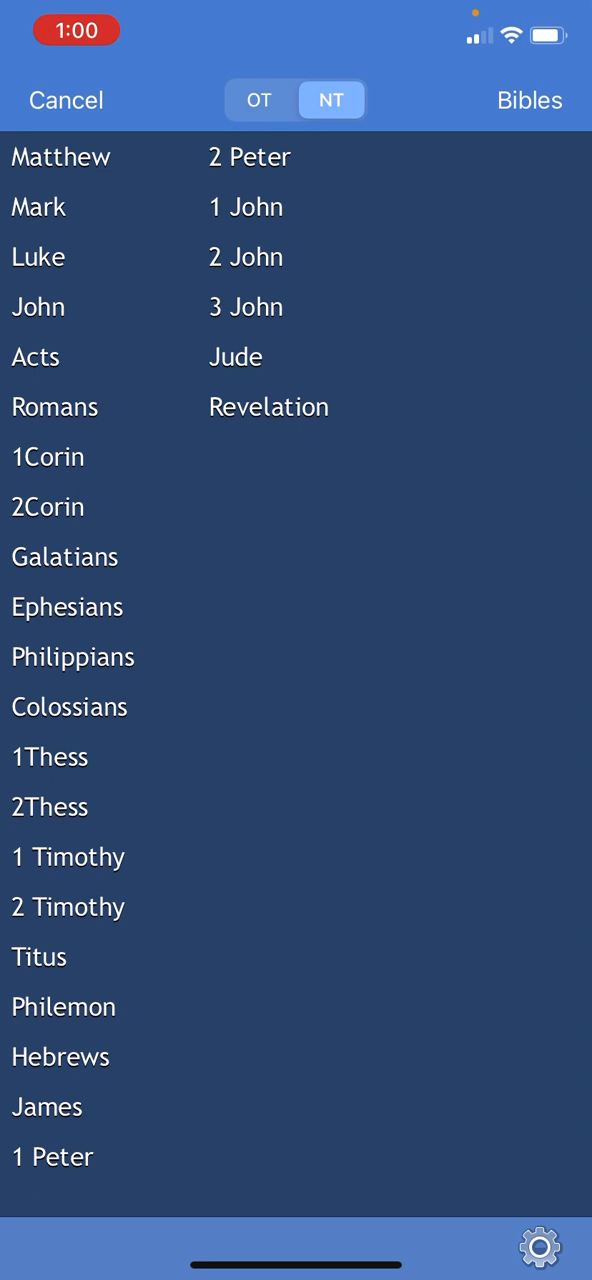 1:00
Cancel OT NT Bibles
Matthew
Mark
Luke
John
Acts
Romans
1Corin
2Corin
Galatians
Ephesians
Philippians
Colossians
1Thess
2Thess
1 Timothy
2 Timothy
Titus
Philemon
Hebrews
James
1 Peter
2 Peter
1 John
2 John
3 John
Jude
Revelation